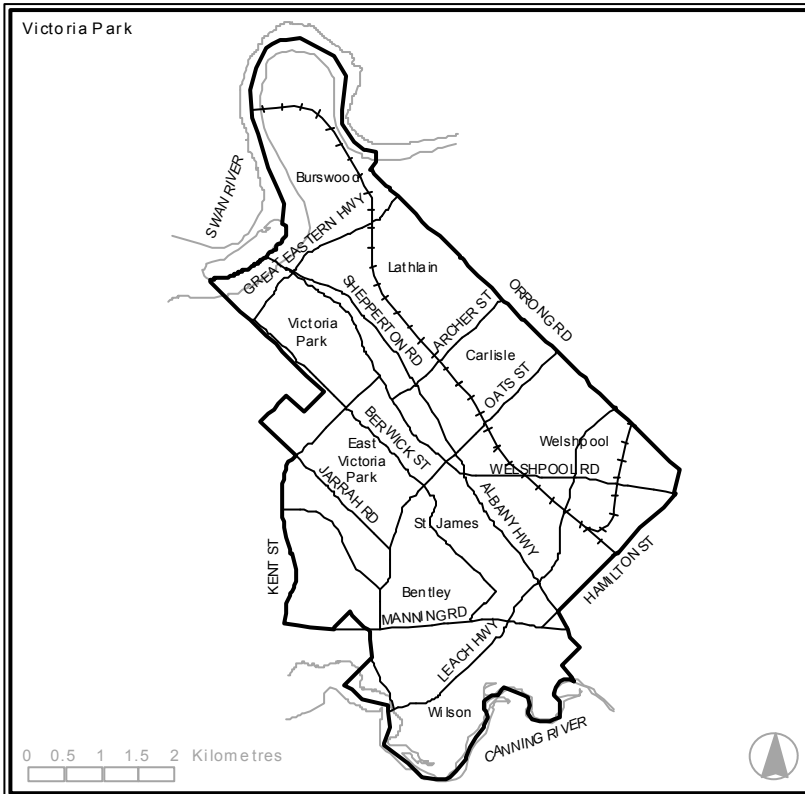 Victoria Park
Burswood
SWAN RIVER
GREAT EASTERN HWY
Lathlain
ORRONG RD
SHEPPERTON RD
ARCHER ST
Victoria
Park
Carlisle
OATS ST
BERWICK ST
East
Victoria
Park
Welshpool
WELSHPOOL RD
JARRAH RD
ALBANY HWY
St James
KENT ST
HAMILTON ST
Bentley
MANNING RD
LEACH HWY
Wilson
CANNING RIVER
0 0.5 1 1.5 2 Kilometres